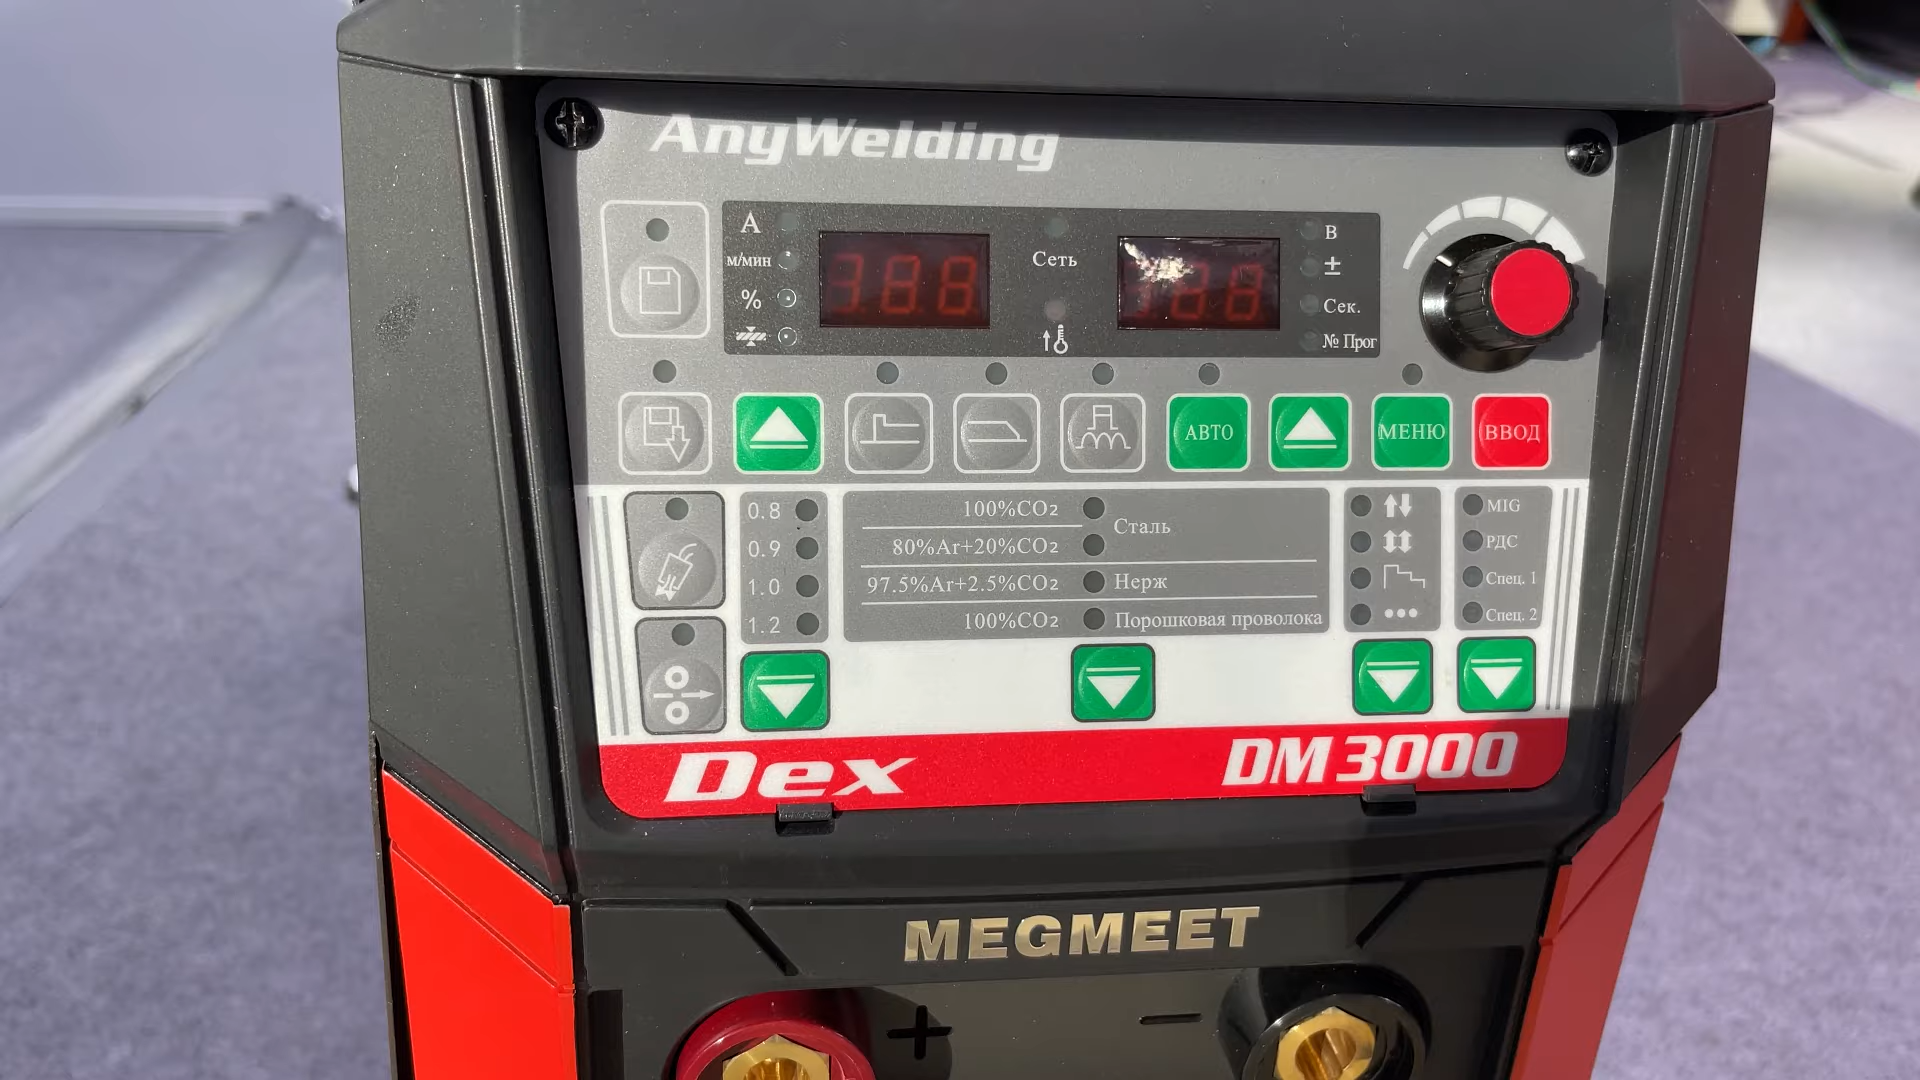 AnyWelding
A
м/мин
%
Сеть
В
±
Сек.
№ Прог
АВТО
МЕНЮ
ВВОД
0.8
0.9
1.0
1.2
100%CO₂
80%Ar+20%CO₂
Сталь
97.5%Ar+2.5%CO₂ Нерж
100%CO₂ Порошковая проволока
MIG
РДС
Спец. 1
Спец. 2
Dex
DM3000
MEGMEET
+ −